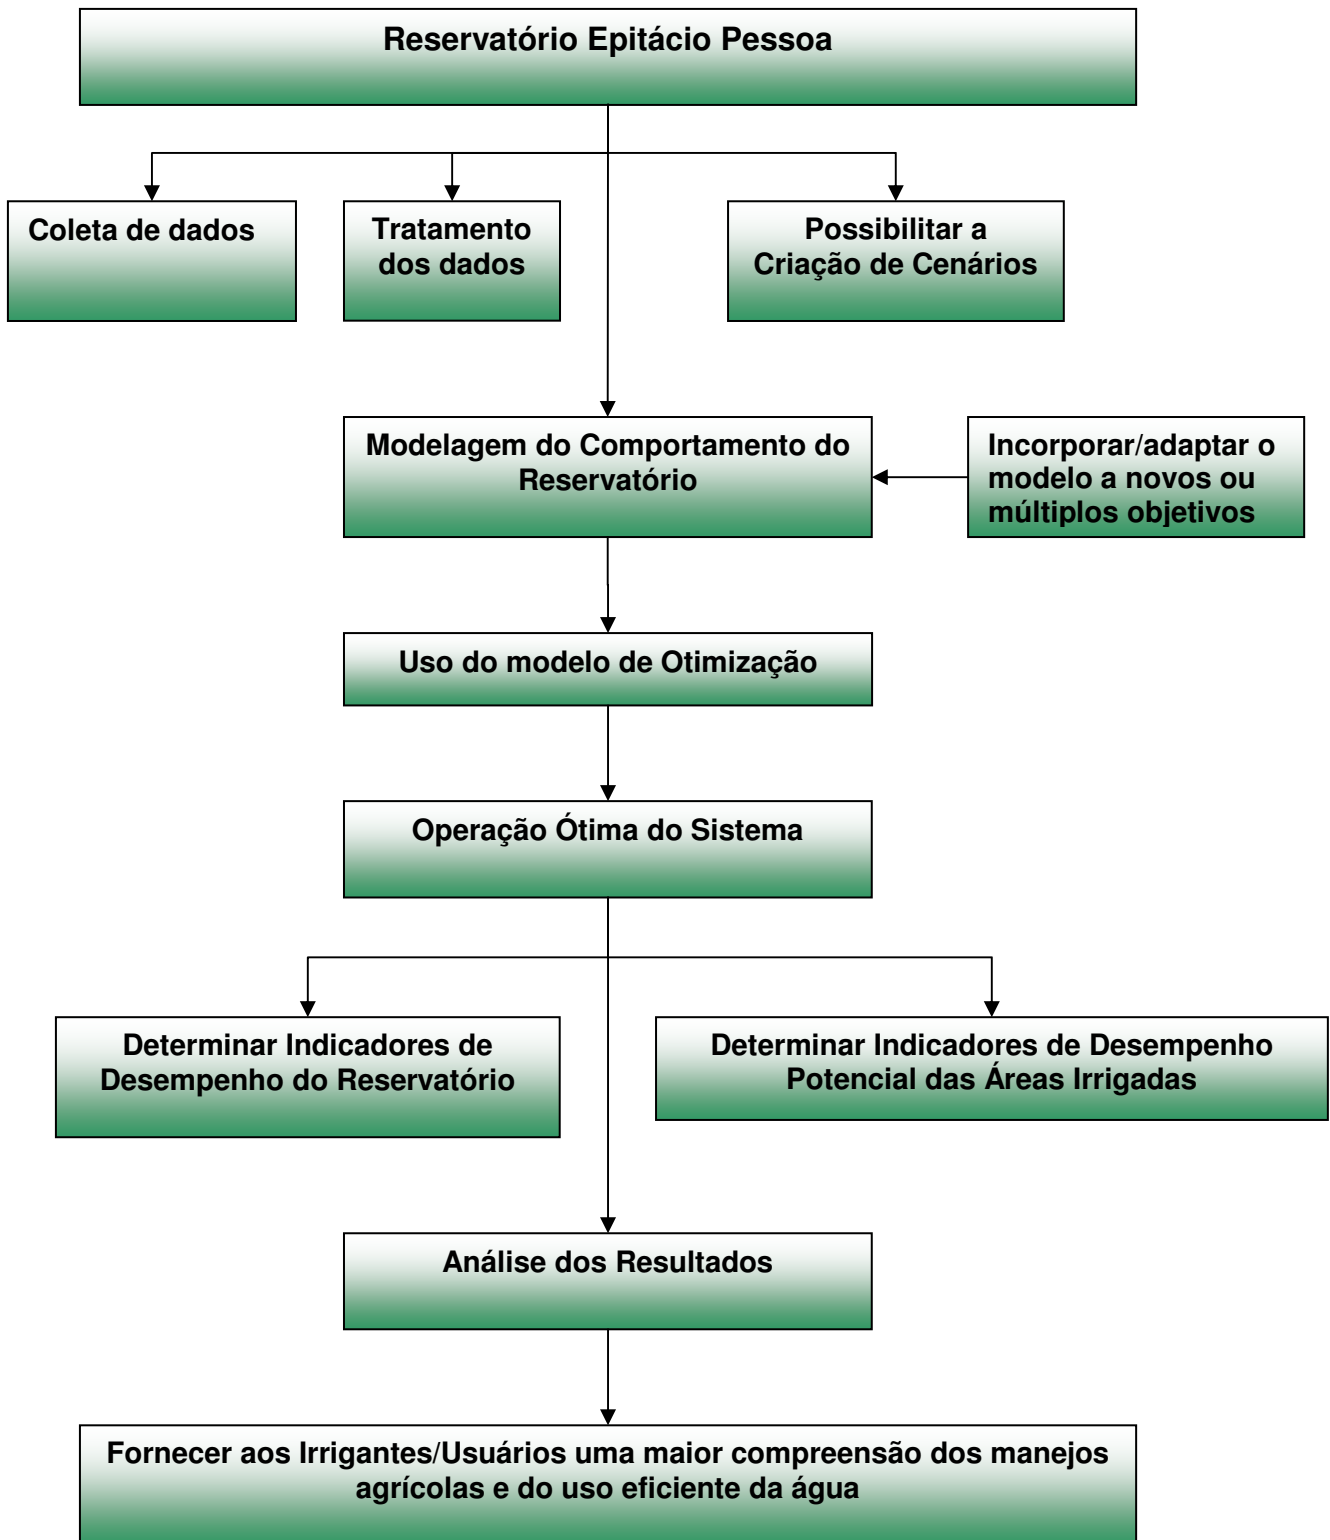 Reservatório Epitácio Pessoa
Coleta de dados
Tratamento
dos dados
Possibilitar a
Criação de Cenários
Modelagem do Comportamento do
Reservatório
Incorporar/adaptar o
modelo a novos ou
múltiplos objetivos
Uso do modelo de Otimização
Operação Ótima do Sistema
Determinar Indicadores de
Desempenho do Reservatório
Determinar Indicadores de Desempenho
Potencial das Áreas Irrigadas
Análise dos Resultados
Fornecer aos Irrigantes/Usuários uma maior compreensão dos manejos
agrícolas e do uso eficiente da água